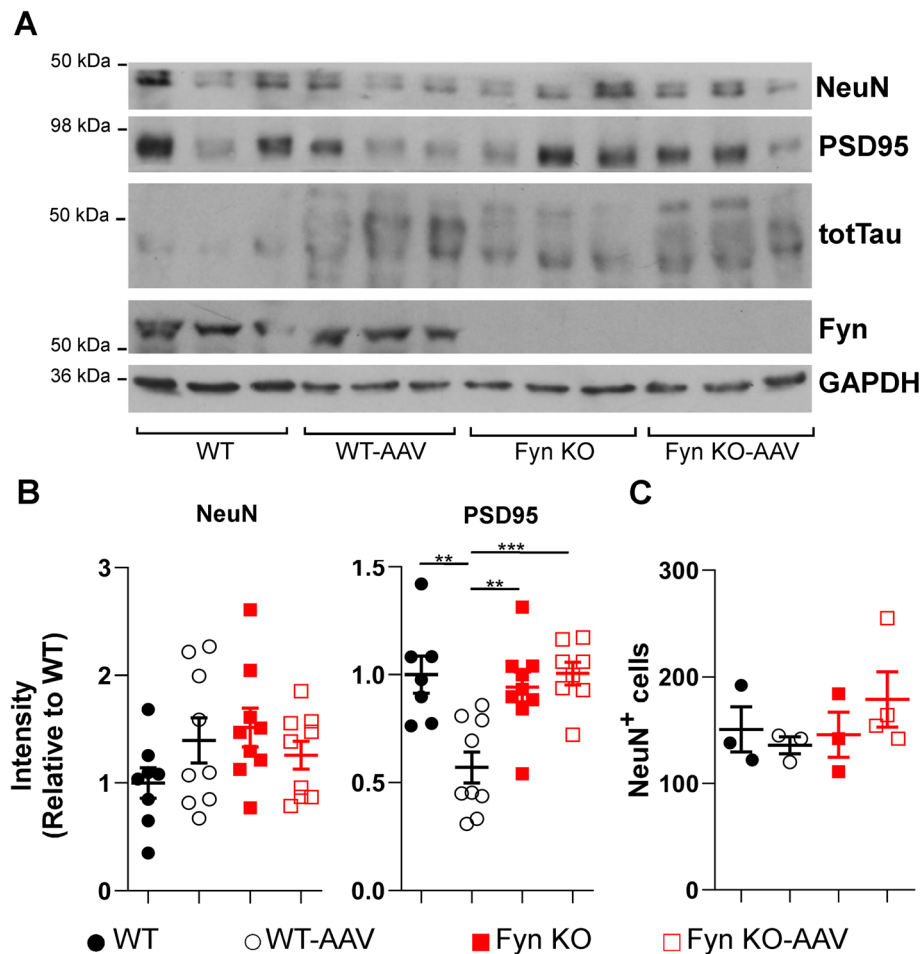 A
50 kDa
NeuN
98 kDa
PSD95
50 kDa
totTau
Fyn
50 kDa
36 kDa
GAPDH
WT
WT-AAV
Fyn KO
Fyn KO-AAV
B
C
NeuN
PSD95
Intensity
(Relative to WT)
3
2
1
0
1.5
1.0
0.5
0.0
**
***
**
NeuN+ cells
300
200
100
0
WT
WT-AAV
Fyn KO
Fyn KO-AAV